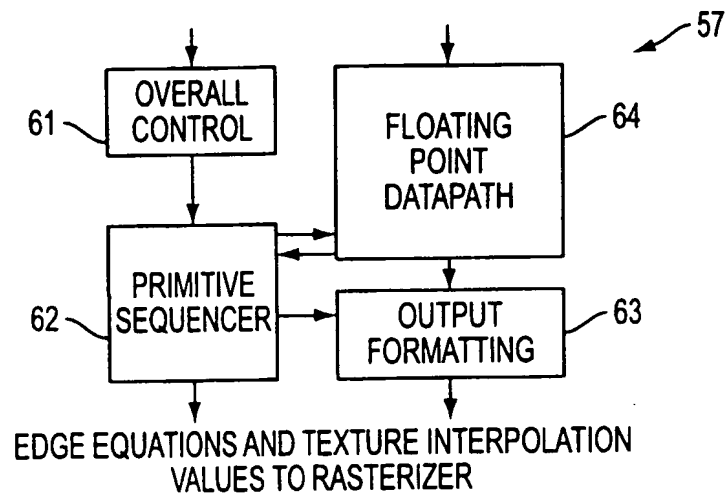 57
OVERALL
CONTROL
61
FLOATING
POINT
DATAPATH
64
PRIMITIVE
SEQUENCER
62
OUTPUT
FORMATTING
63
EDGE EQUATIONS AND TEXTURE INTERPOLATION
VALUES TO RASTERIZER